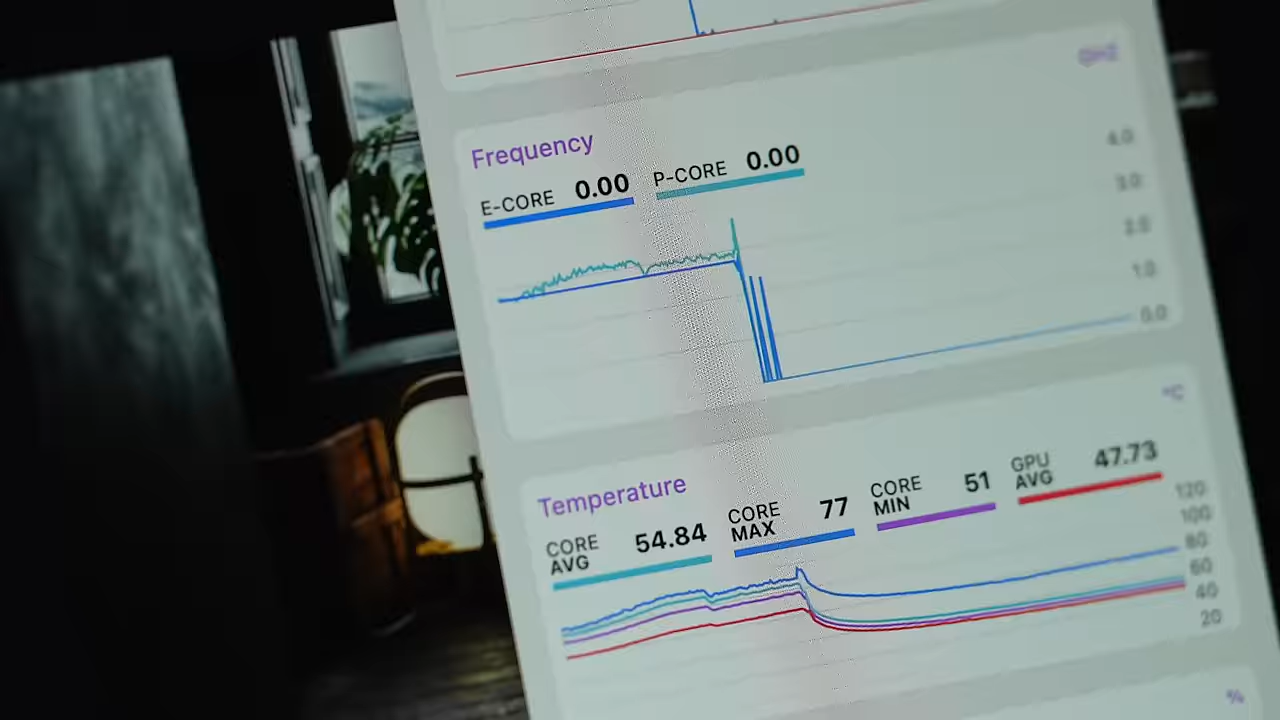 GHZ
Frequency
E-CORE 0.00 P-CORE 0.00
4.0
3.0
2.0
1.0
0.0
°C
Temperature
CORE AVG 54.84 CORE MAX 77 CORE MIN 51 GPU AVG 47.73
120
100
80
60
40
20
%